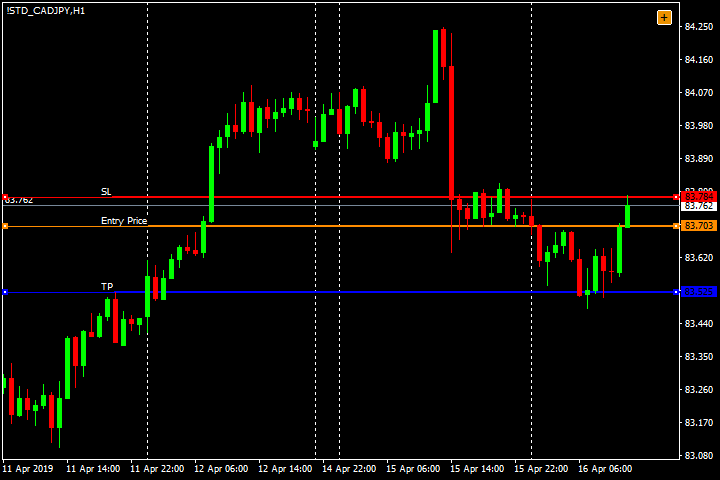 !STD_CADJPY,H1
84.250
84.160
84.070
83.980
83.890
SL
83.762
83.762
Entry Price
83.703
83.620
TP
83.440
83.350
83.260
83.170
83.080
11 Apr 2019
11 Apr 14:00
11 Apr 22:00
12 Apr 06:00
12 Apr 14:00
14 Apr 22:00
15 Apr 06:00
15 Apr 14:00
15 Apr 22:00
16 Apr 06:00